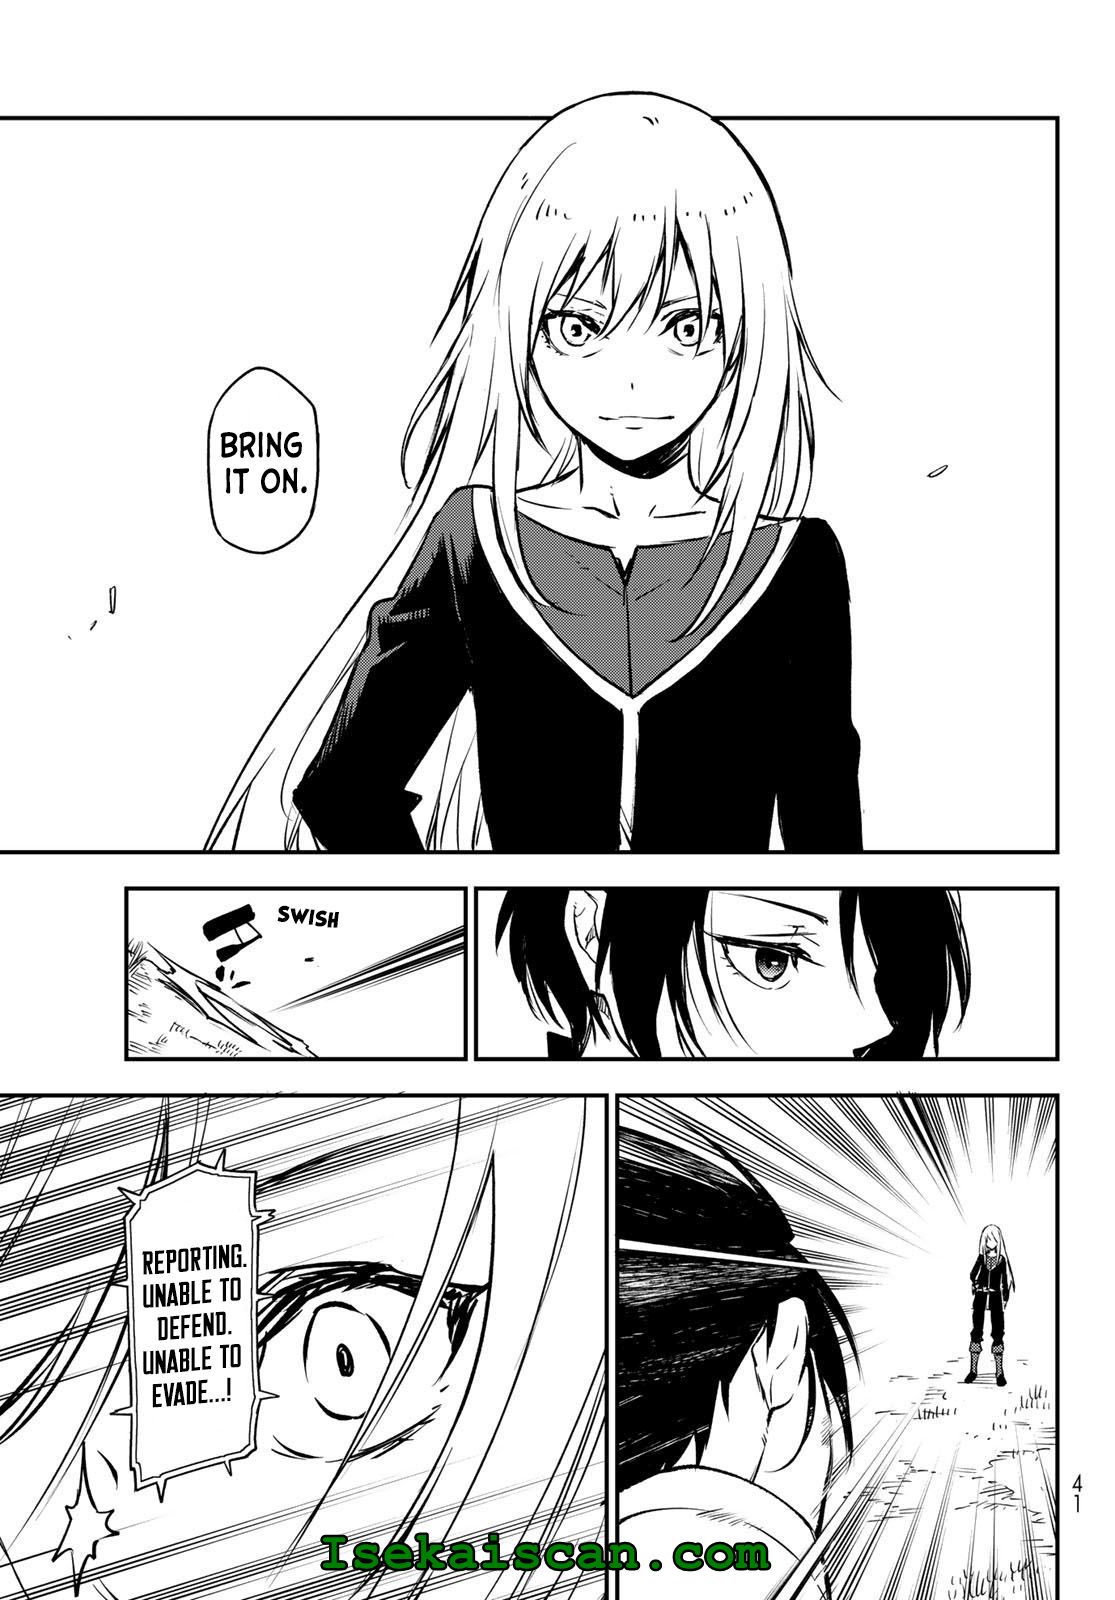 BRING
IT ON.
SWISH
REPORTING.
UNABLE TO
DEFEND.
UNABLE TO
EVADE...!
41
Isekaiscan.com